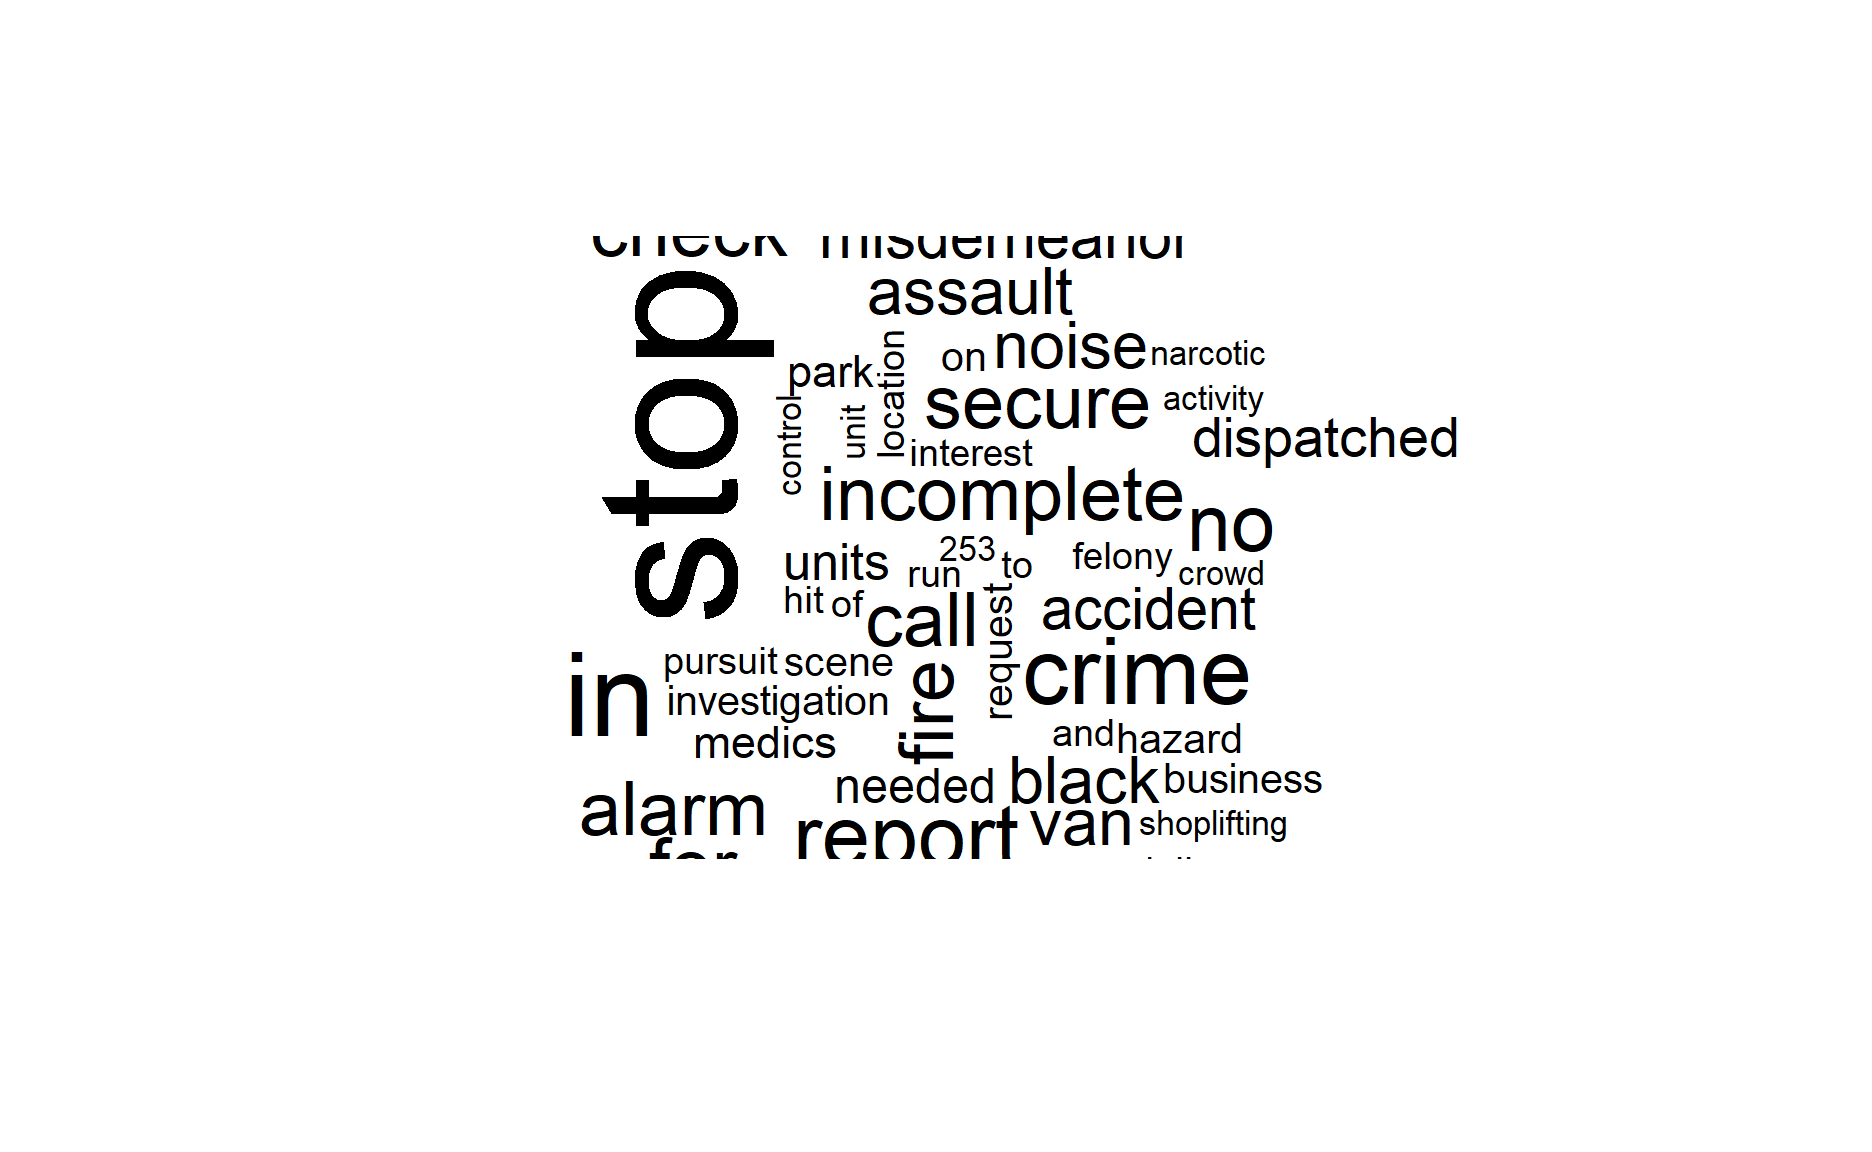 check misdemeanor
assault
stop
location
on noise narcotic
park
control
unit
secure activity
dispatched
interest
incomplete
no
units
run
253
to
felony
crowd
hit of
call
request
accident
in
pursuit scene
fire
crime
investigation
medics
and hazard
needed black business
alarm
report van shoplifting
for